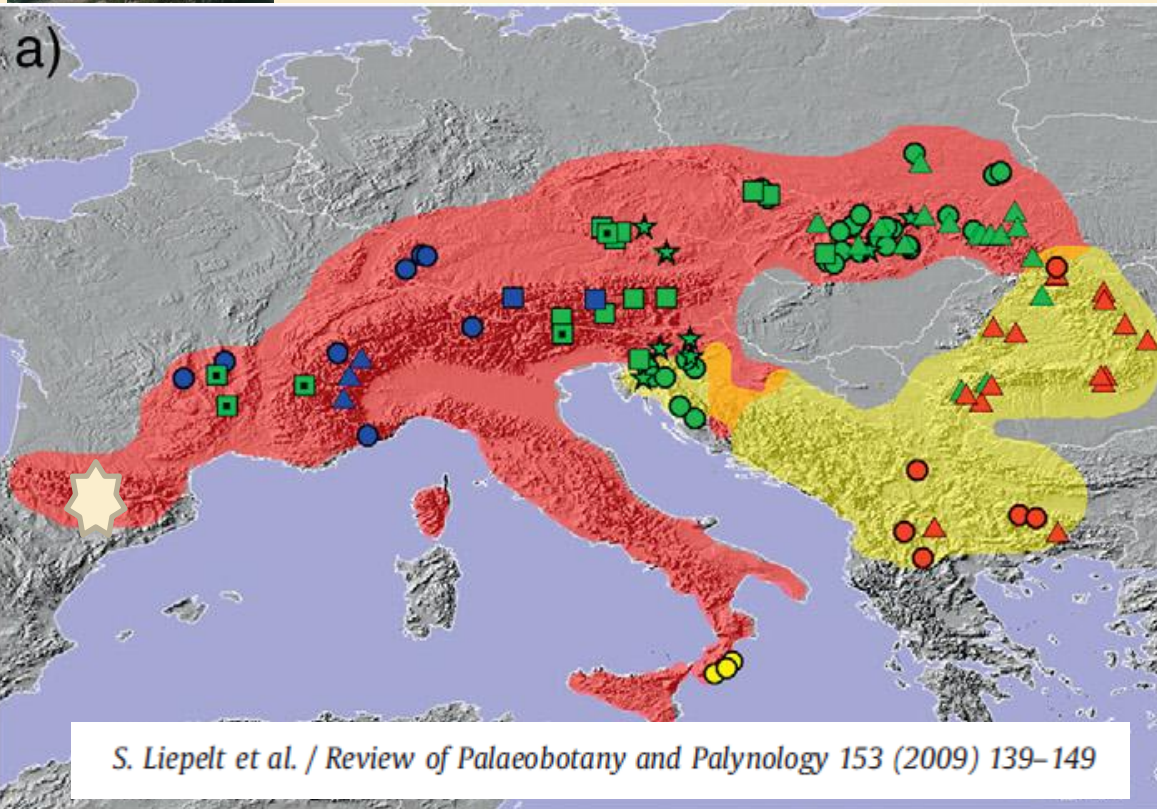 a)
S. Liepelt et al. / Review of Palaeobotany and Palynology 153 (2009) 139–149